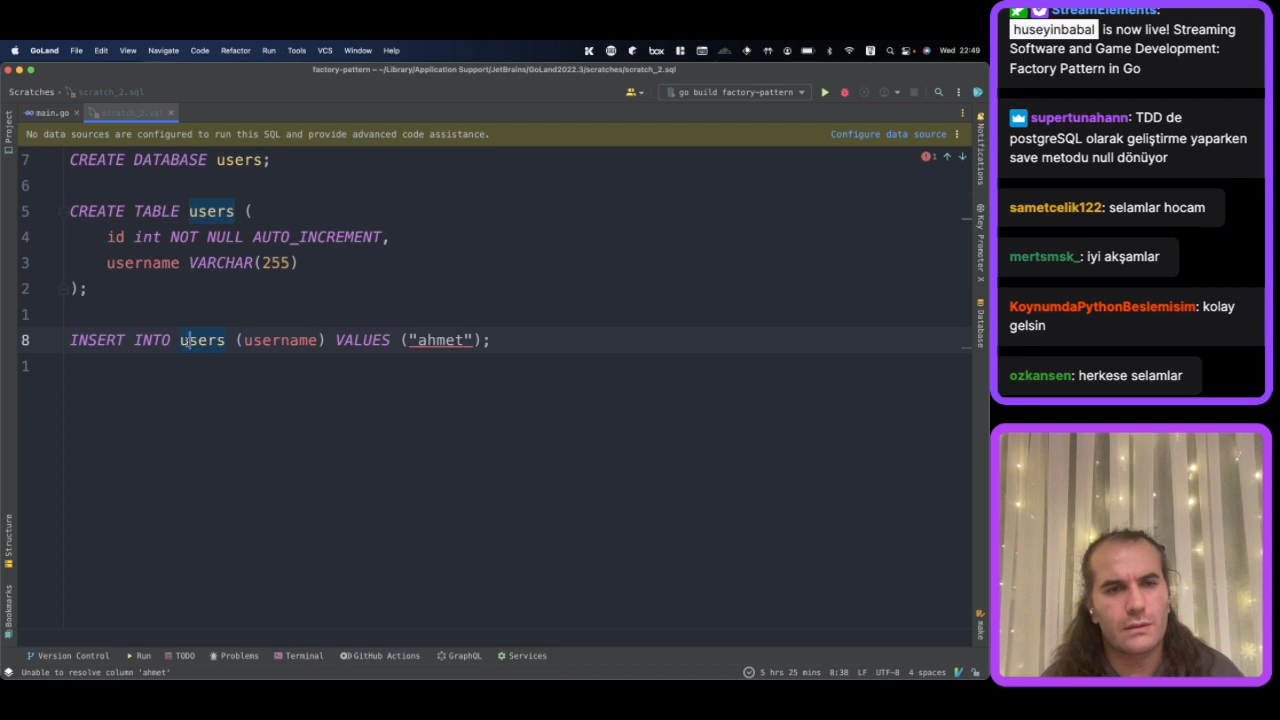 GoLand File Edit View Navigate Code Refactor Run Tools VCS Window Help box Wed 22:49
factory-pattern – ~/Library/Application Support/JetBrains/GoLand2022.3/scratches/scratch_2.sql
Scratches scratch_2.sql go build factory-pattern
main.go scratch_2.sql
No data sources are configured to run this SQL and provide advanced code assistance. Configure data source
7 CREATE DATABASE users; 1
6
5 CREATE TABLE users (
4 id int NOT NULL AUTO_INCREMENT,
3 username VARCHAR(255)
2 );
1
8 INSERT INTO users (username) VALUES ("ahmet");
1
Project
Structure
Bookmarks
Notifications
Key Promoter X
Database
make
Version Control Run TODO Problems Terminal GitHub Actions GraphQL Services
Unable to resolve column 'ahmet' 5 hrs 25 mins 8:38 LF UTF-8 4 spaces
StreamElements:
huseyinbabal is now live! Streaming
Software and Game Development:
Factory Pattern in Go
supertunahann: TDD de
postgreSQL olarak geliştirme yaparken
save metodu null dönüyor
sametcelik122: selamlar hocam
mertsmsk_: iyi akşamlar
KoynumdaPythonBeslemisim: kolay
gelsin
ozkansen: herkese selamlar